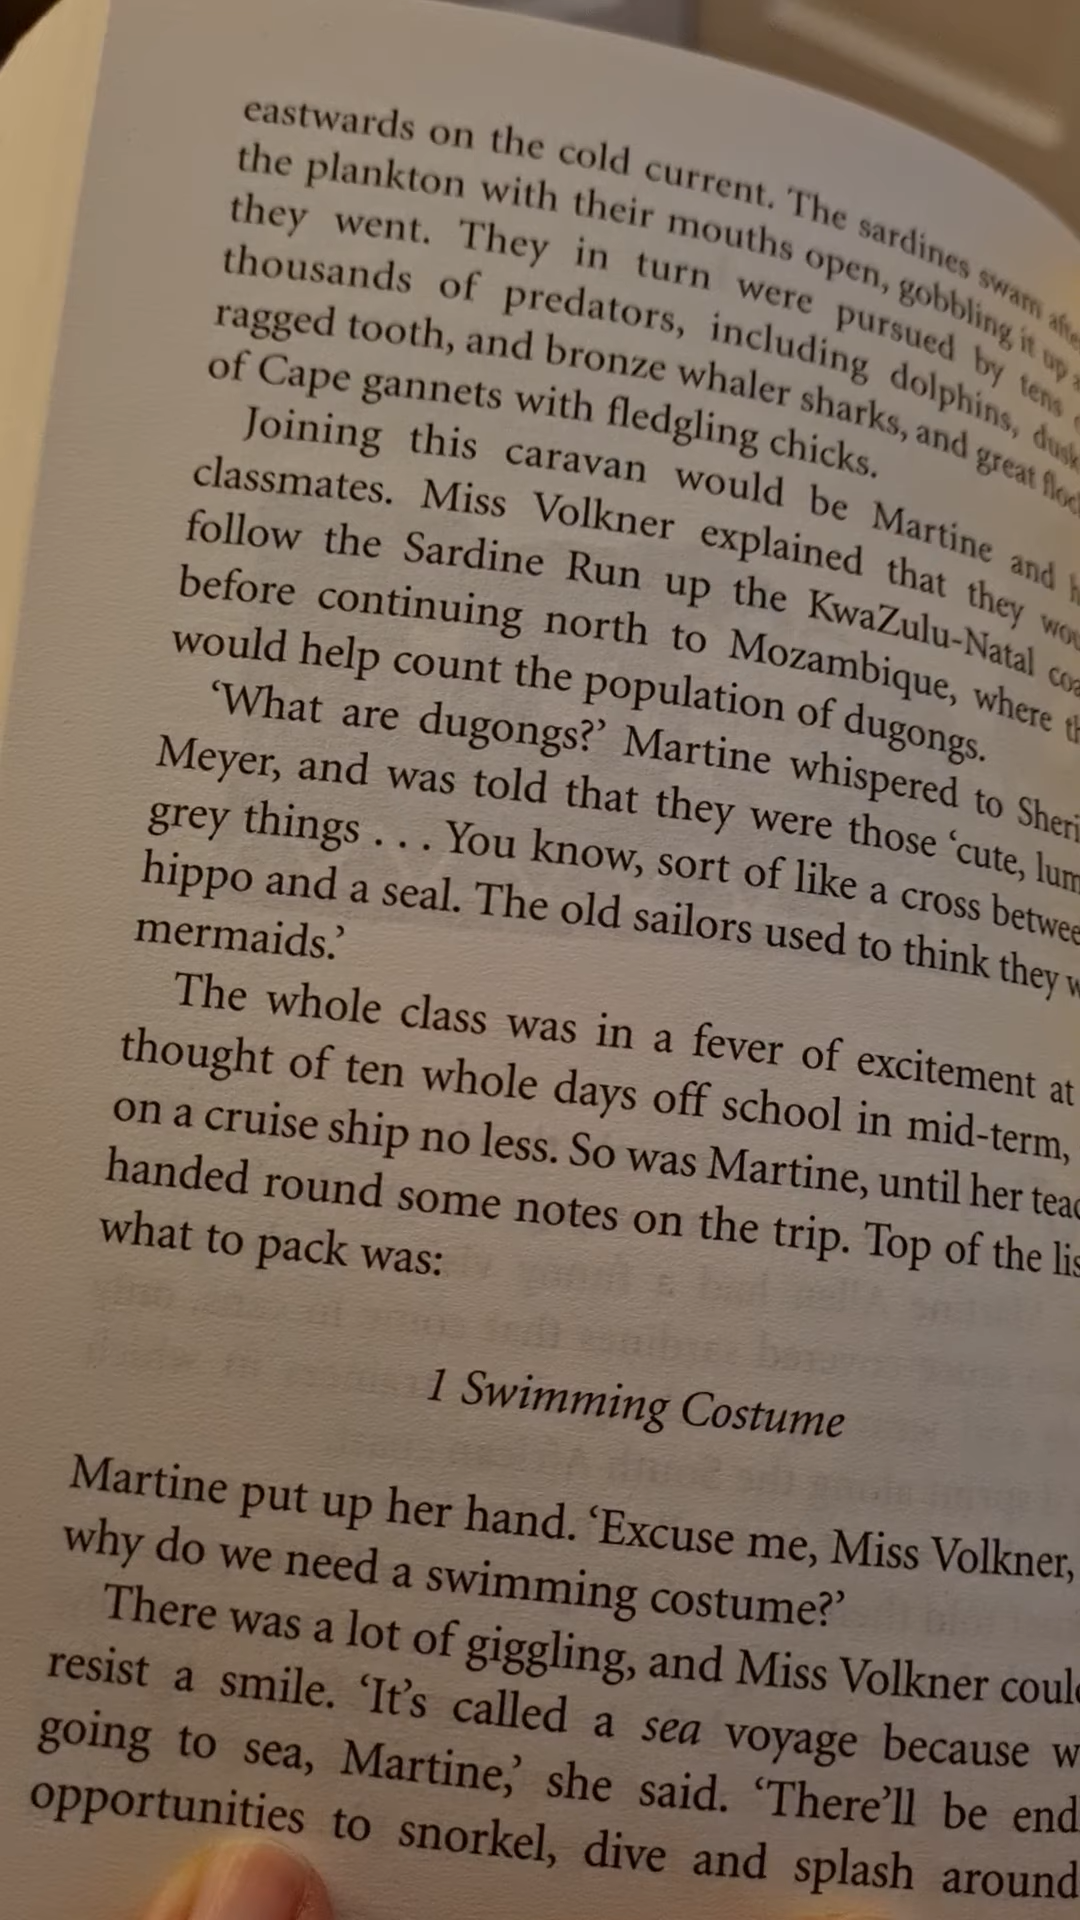 eastwards on the cold current. The sardines swam after
the plankton with their mouths open, gobbling it up
they went. They in turn were pursued by tens
thousands of predators, including dolphins,
ragged tooth, and bronze whaler sharks, and great
of Cape gannets with fledgling chicks.
Joining this caravan would be Martine and
classmates. Miss Volkner explained that they
follow the Sardine Run up the KwaZulu-Natal
before continuing north to Mozambique, where
would help count the population of dugongs.
‘What are dugongs?’ Martine whispered to
Meyer, and was told that they were those ‘cute,
grey things . . . You know, sort of like a cross
hippo and a seal. The old sailors used to think they
mermaids.’
The whole class was in a fever of excitement at
thought of ten whole days off school in mid-term,
on a cruise ship no less. So was Martine, until her
handed round some notes on the trip. Top of the
what to pack was:
1 Swimming Costume
Martine put up her hand. ‘Excuse me, Miss Volkner,
why do we need a swimming costume?’
There was a lot of giggling, and Miss Volkner
resist a smile. ‘It’s called a sea voyage because
going to sea, Martine,’ she said. ‘There’ll be
opportunities to snorkel, dive and splash around